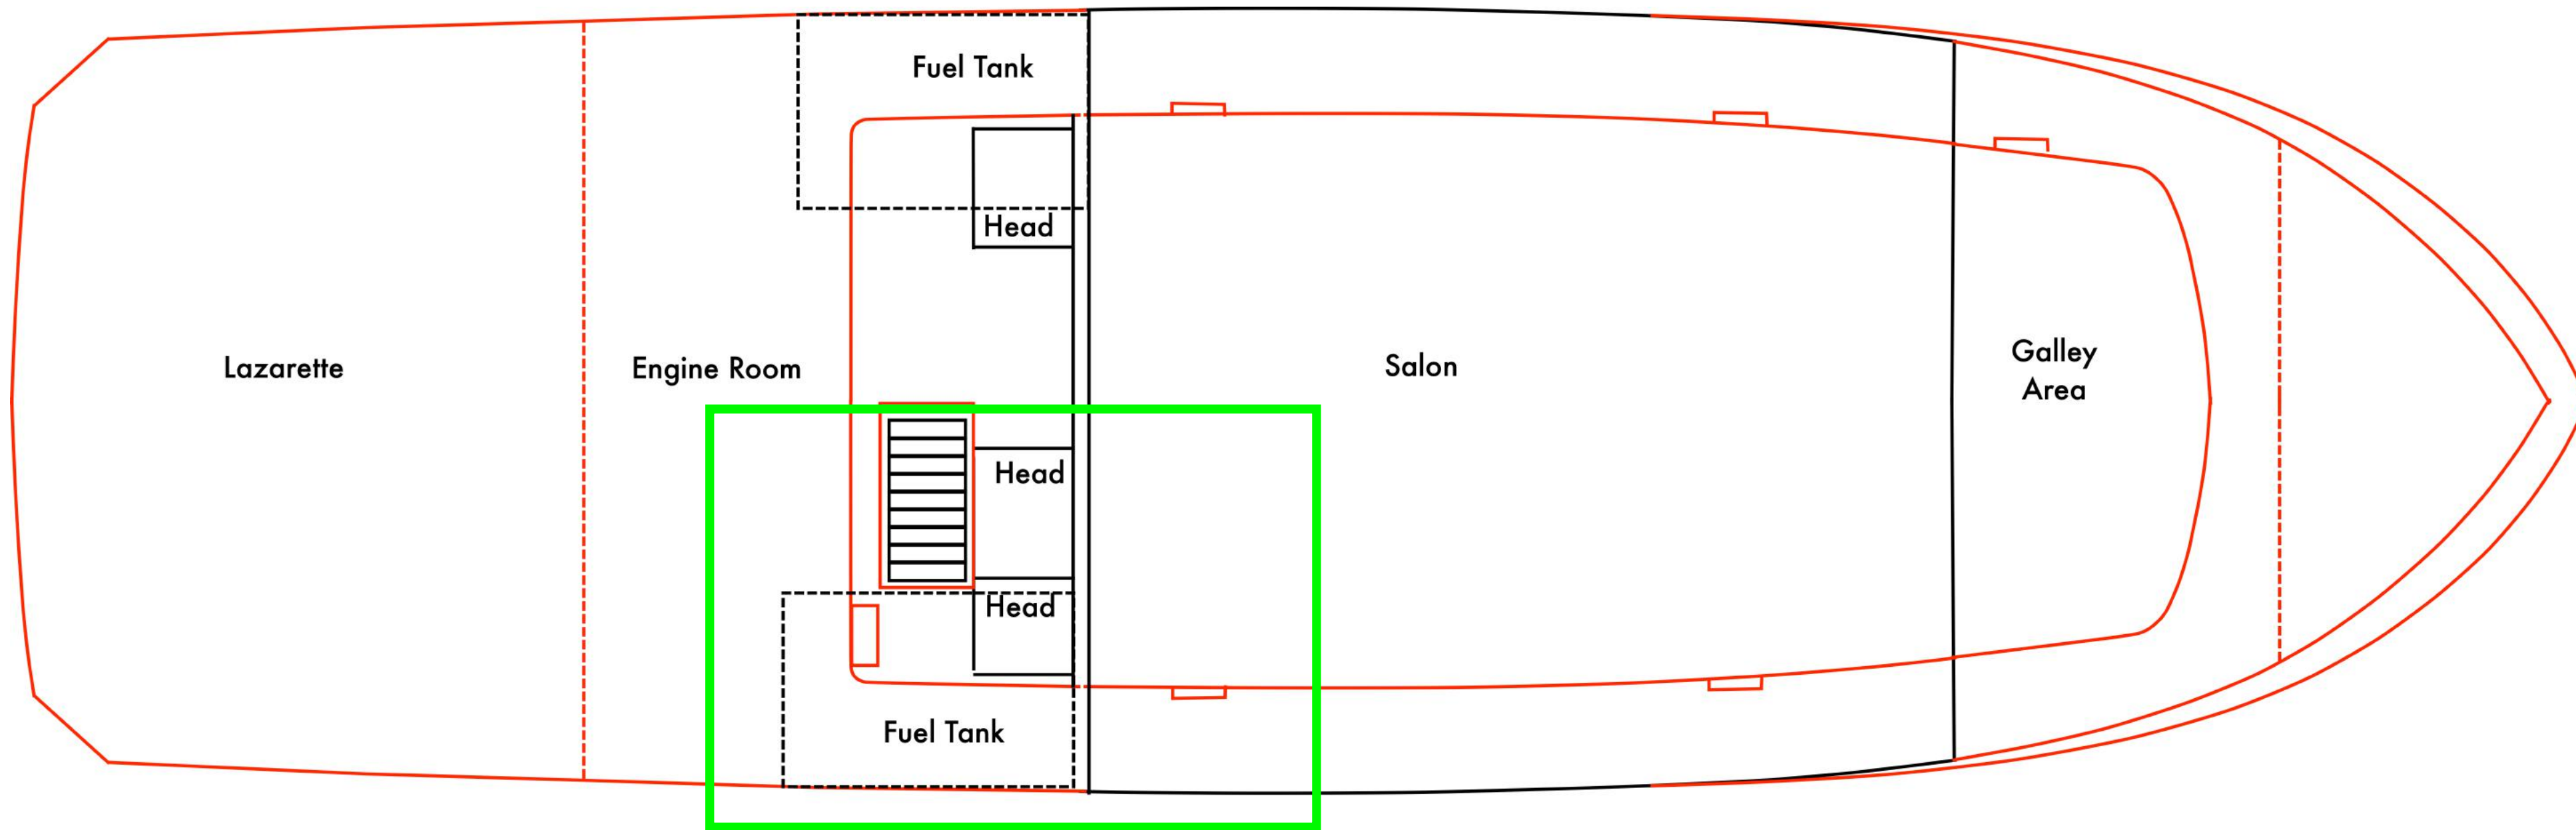 Fuel Tank
Head
Lazarette
Engine Room
Salon
Galley
Area
Head
Head
Fuel Tank